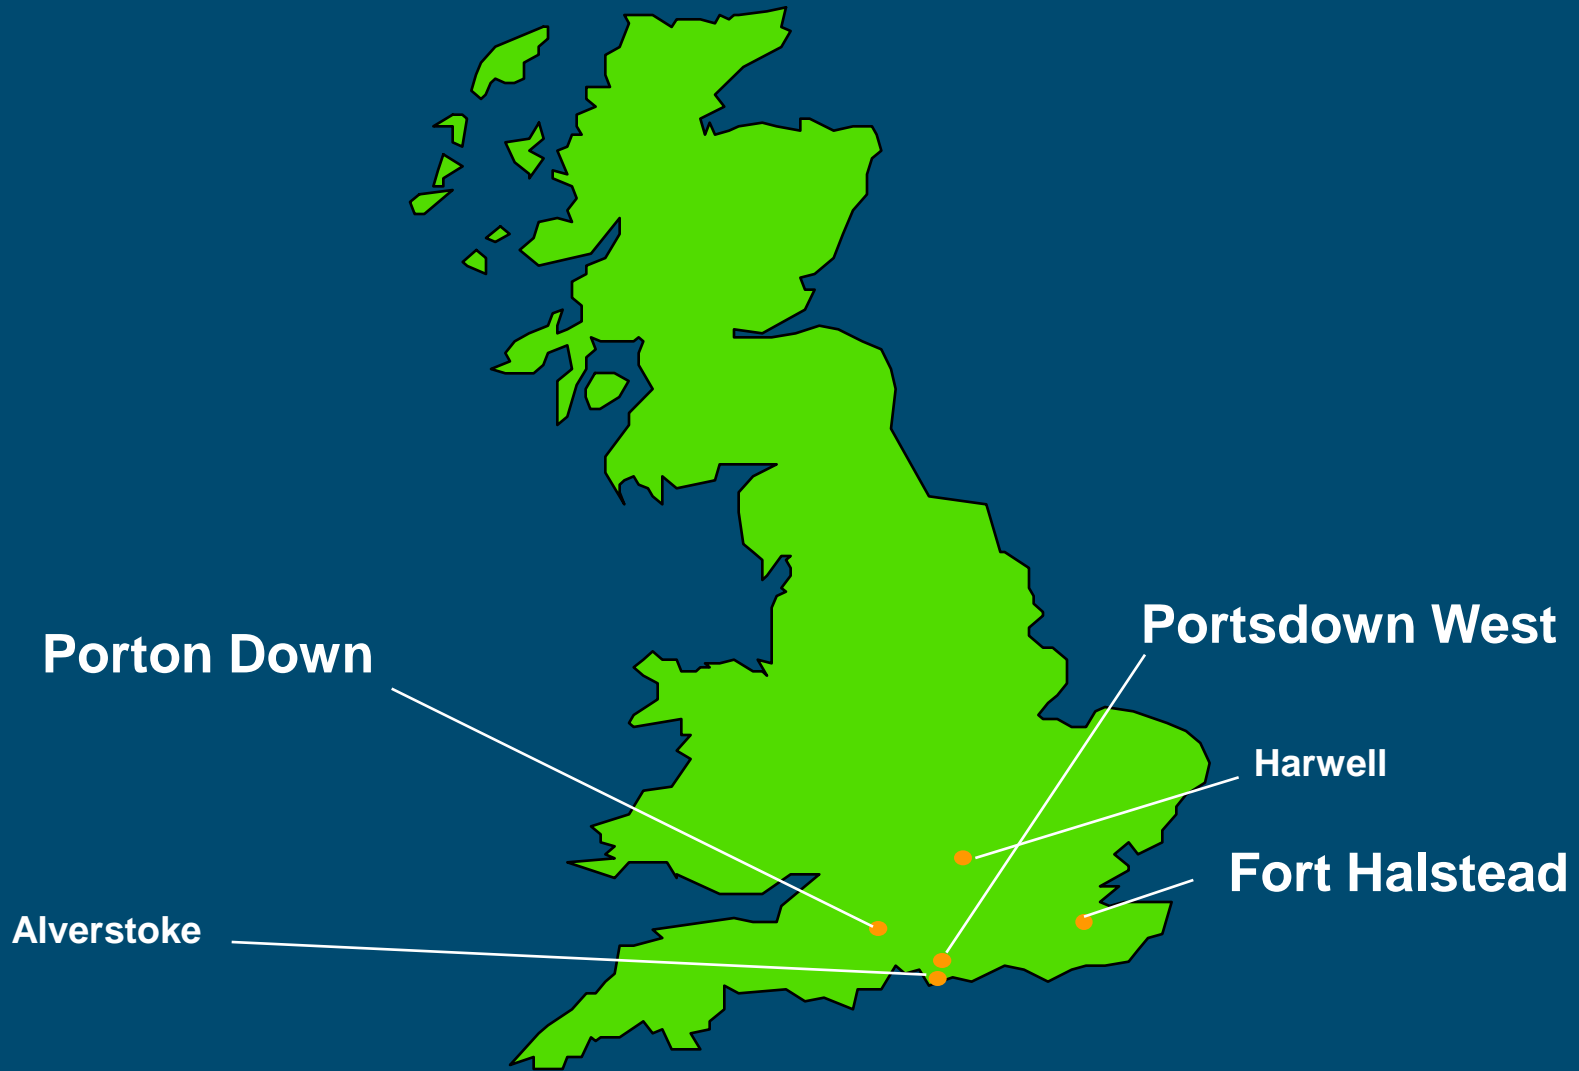 Portsdown West
Porton Down
Harwell
Fort Halstead
Alverstoke